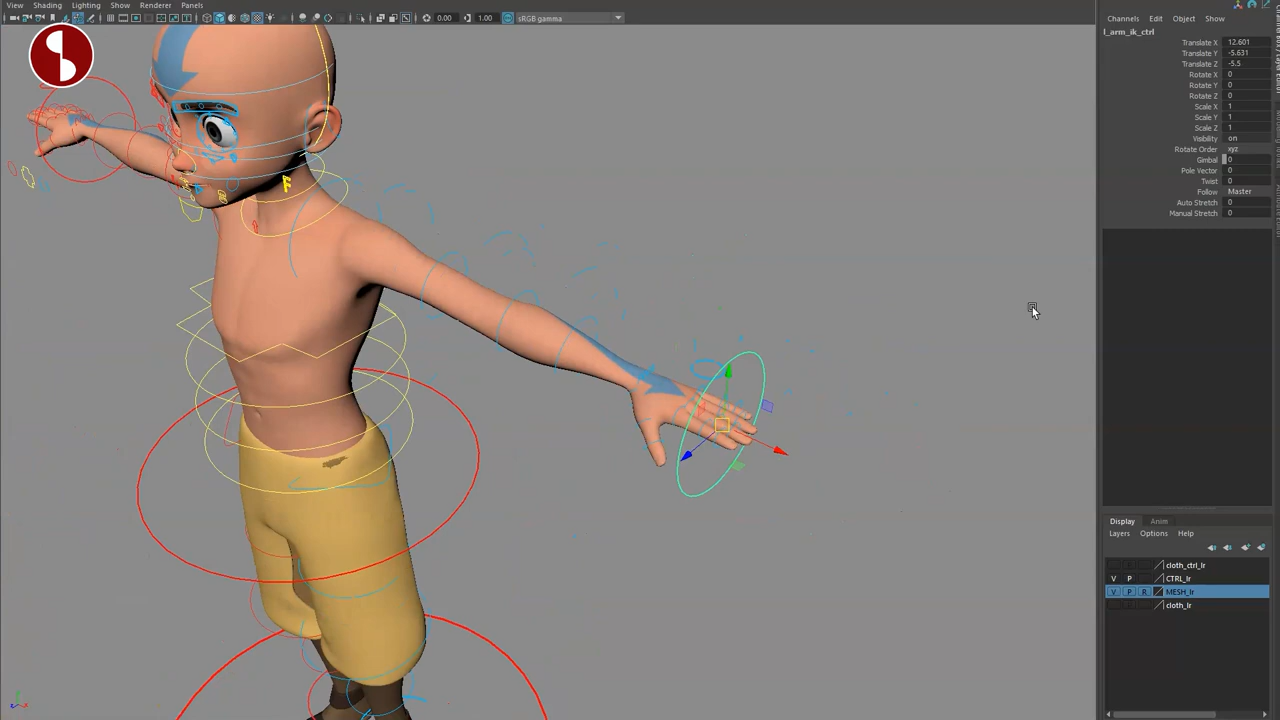 View Shading Lighting Show Renderer Panels
0.00 1.00 sRGB gamma
Channels Edit Object Show
l_arm_ik_ctrl
Translate X 12.601
Translate Y -5.631
Translate Z -5.5
Rotate X 0
Rotate Y 0
Rotate Z 0
Scale X 1
Scale Y 1
Scale Z 1
Visibility on
Rotate Order xyz
Gimbal 0
Pole Vector 0
Twist 0
Follow Master
Auto Stretch 0
Manual Stretch 0
Display Anim
Layers Options Help
cloth_ctrl_lr
V P CTRL_lr
V P R MESH_lr
cloth_lr